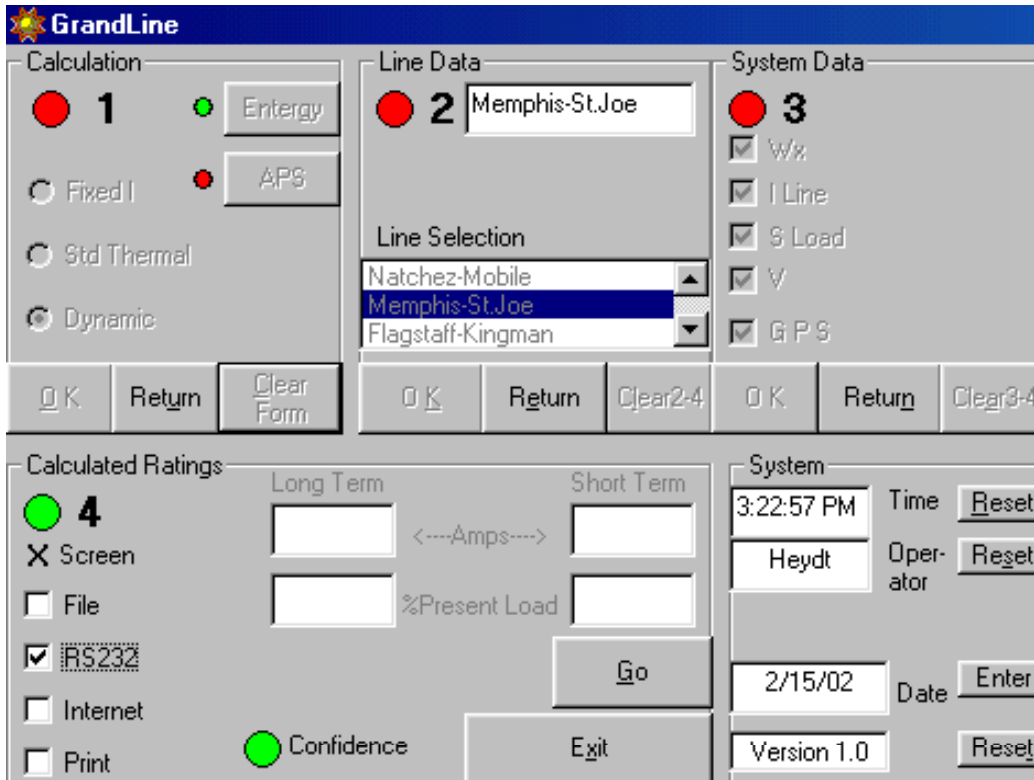 GrandLine
Calculation
1
Entergy
Fixed I
APS
Std Thermal
Dynamic
O K
Return
Clear Form
Line Data
2
Memphis-St.Joe
Line Selection
Natchez-Mobile
Memphis-St.Joe
Flagstaff-Kingman
O K
Return
Clear2-4
System Data
3
Wx
I Line
S Load
V
G P S
O K
Return
Clear3-4
Calculated Ratings
4
Long Term
Short Term
<----Amps---->
%Present Load
X Screen
File
RS232
Internet
Print
Confidence
Go
Exit
System
3:22:57 PM
Time
Reset
Heydt
Oper-
ator
Reset
2/15/02
Date
Enter
Version 1.0
Reset